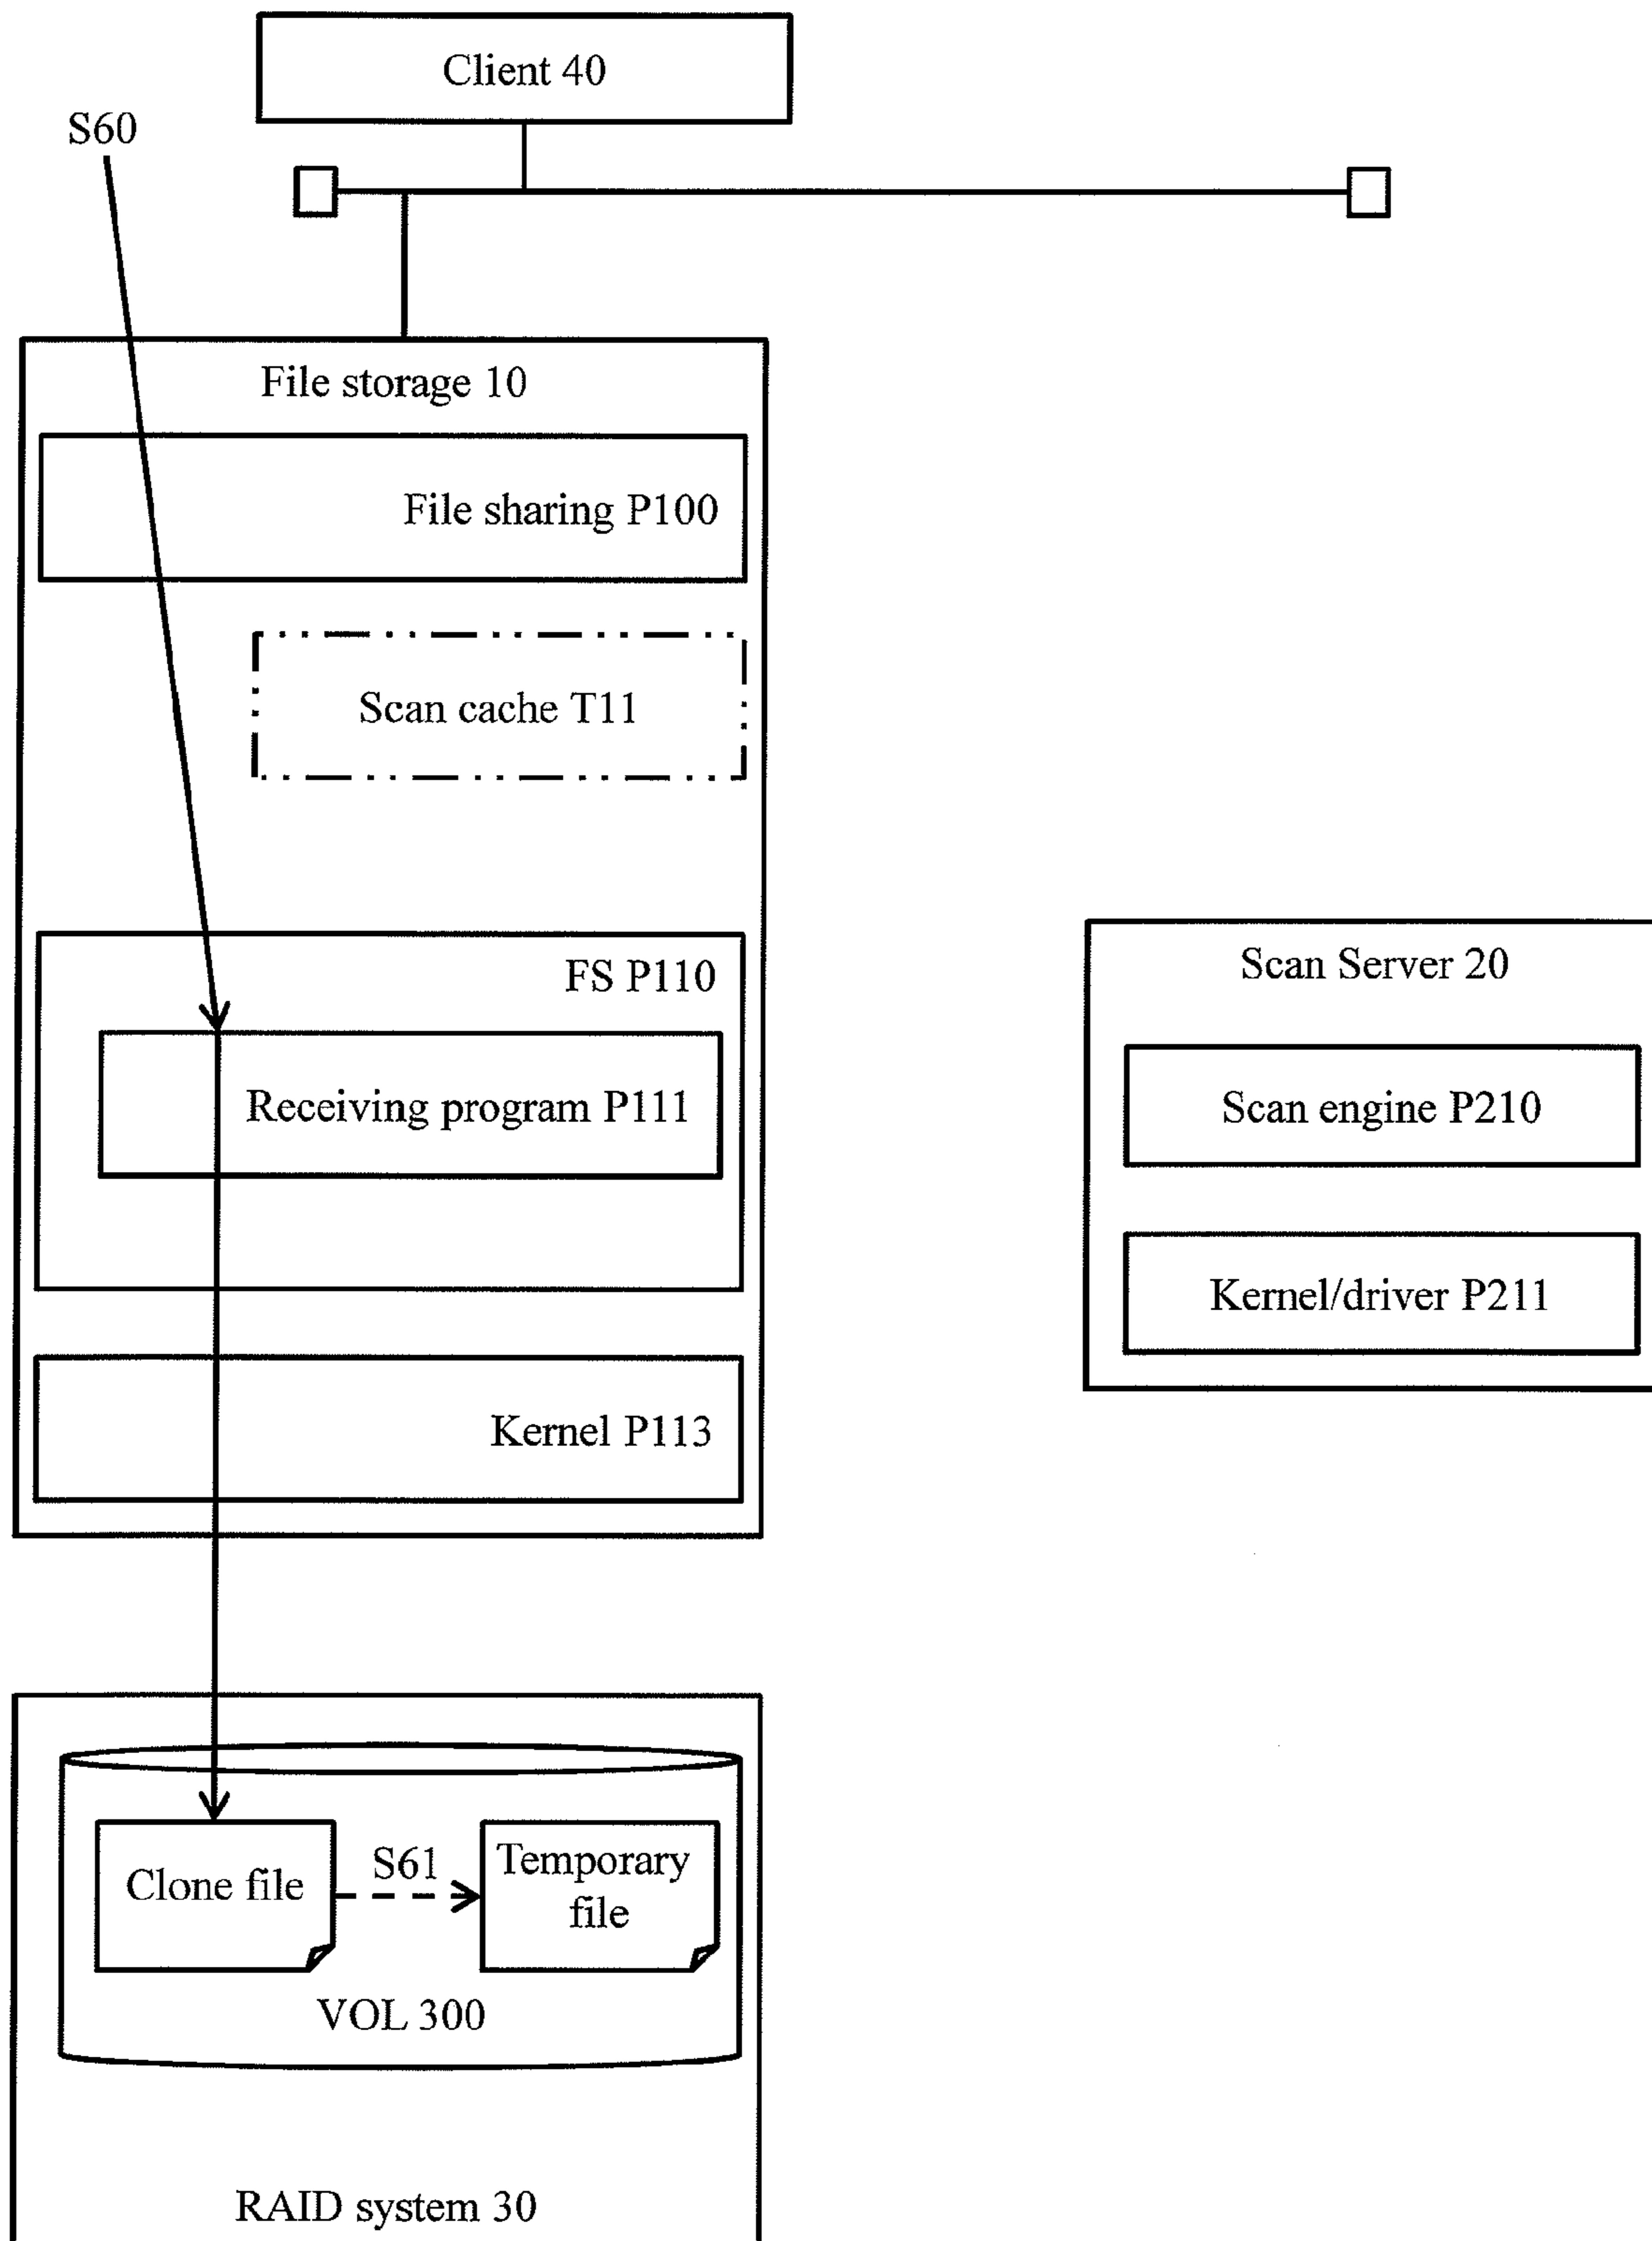 Client 40
S60
File storage 10
File sharing P100
Scan cache T11
FS P110
Receiving program P111
Kernel P113
Scan Server 20
Scan engine P210
Kernel/driver P211
Clone file
S61
Temporary
file
VOL 300
RAID system 30